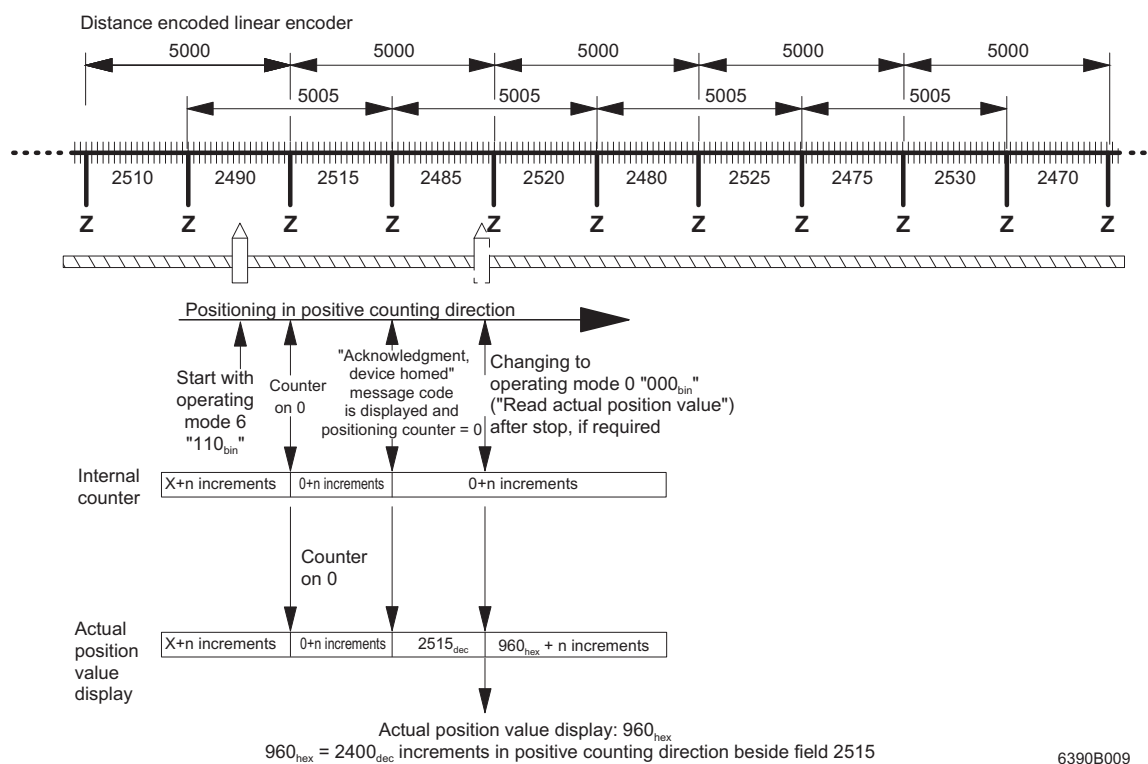 Distance encoded linear encoder
5000 5000 5000 5000 5000
5005 5005 5005 5005
2510 2490 2515 2485 2520 2480 2525 2475 2530 2470
Z Z Z Z Z Z Z Z Z Z Z
Positioning in positive counting direction
Start with
operating
mode 6
"110bin"
Counter
on 0
"Acknowledgment,
device homed"
message code
is displayed and
positioning counter = 0
Changing to
operating mode 0 "000bin"
("Read actual position value")
after stop, if required
Internal
counter
X+n increments 0+n increments 0+n increments
Counter
on 0
Actual
position
value
display
X+n increments 0+n increments 2515dec 960hex + n increments
Actual position value display: 960hex
960hex = 2400dec increments in positive counting direction beside field 2515
6390B009